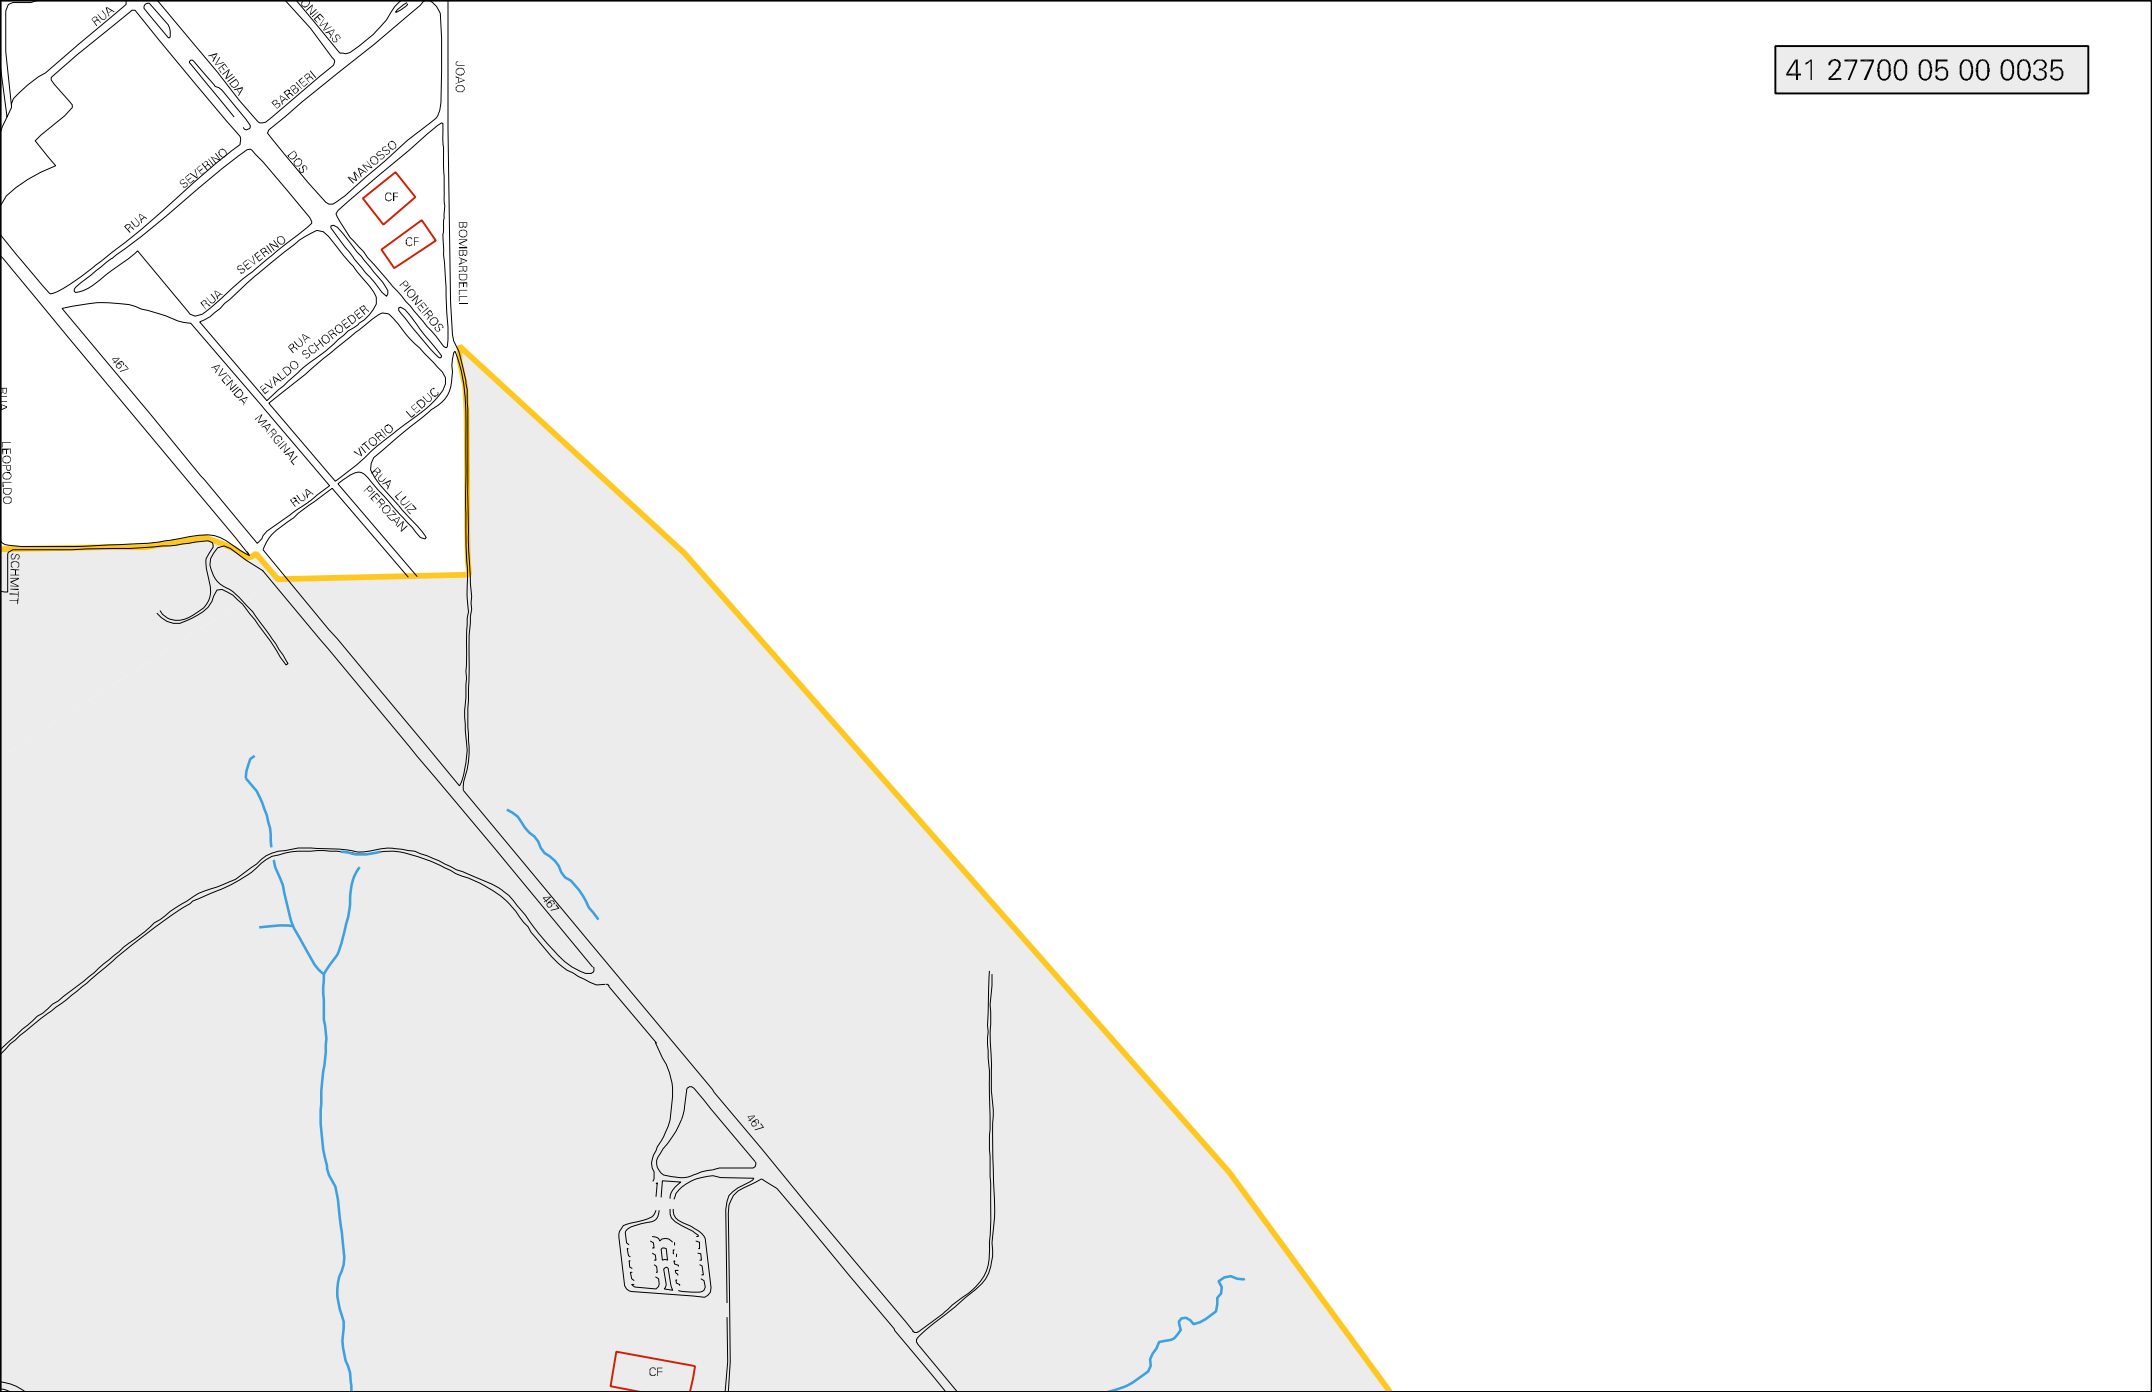 41 27700 05 00 0035
RUA
AVENIDA
BARBIERI
JOAO
SEVERINO
DOS
MANOSSO
CF
RUA
CF
BOMBARDELLI
SEVERINO
RUA
PIONEIROS
RUA
EVALDO SCHOROEDER
467
AVENIDA
MARGINAL
LEDUC
VITORIO
RUA
RUA LUIZ
PIEROZAN
RUA
LEOPOLDO
SCHMITT
467
467
CF